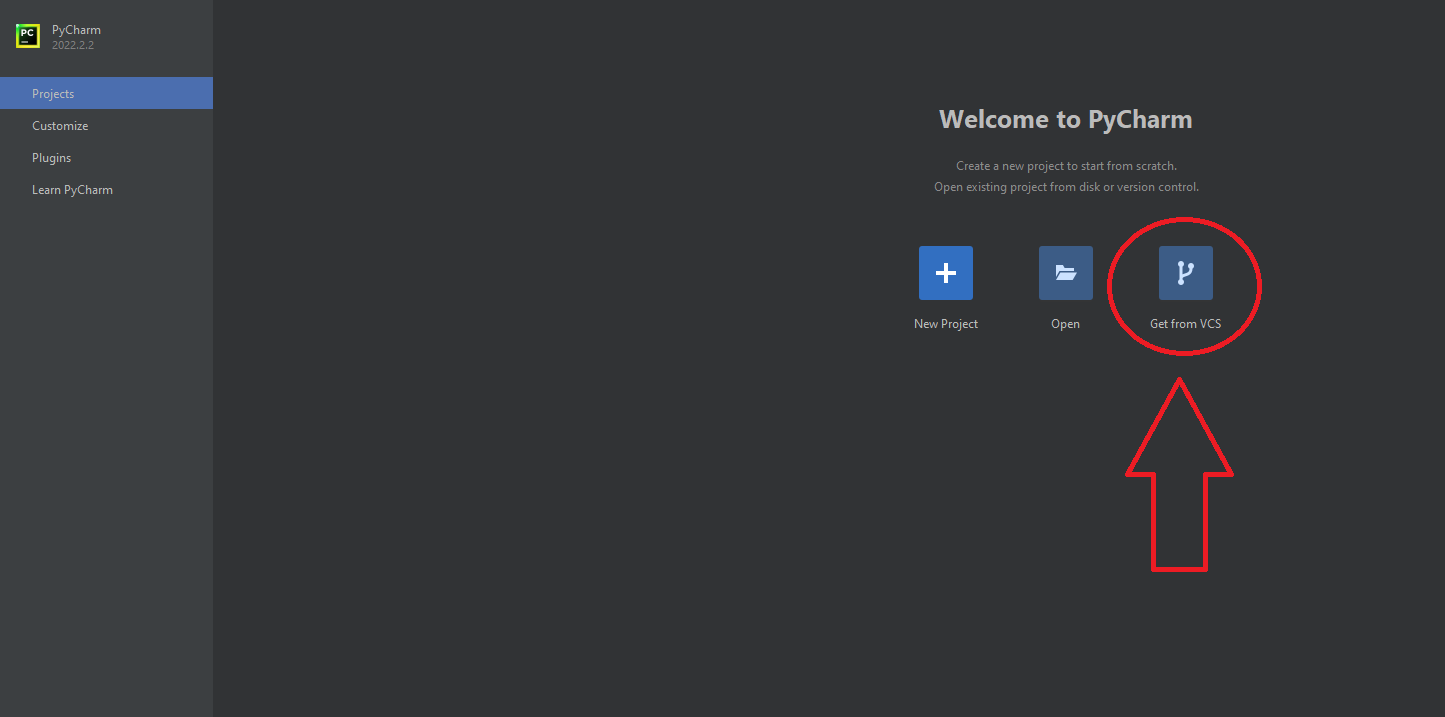 PC
PyCharm
2022.2.2
Projects
Customize
Plugins
Learn PyCharm
Welcome to PyCharm
Create a new project to start from scratch.
Open existing project from disk or version control.
New Project
Open
Get from VCS